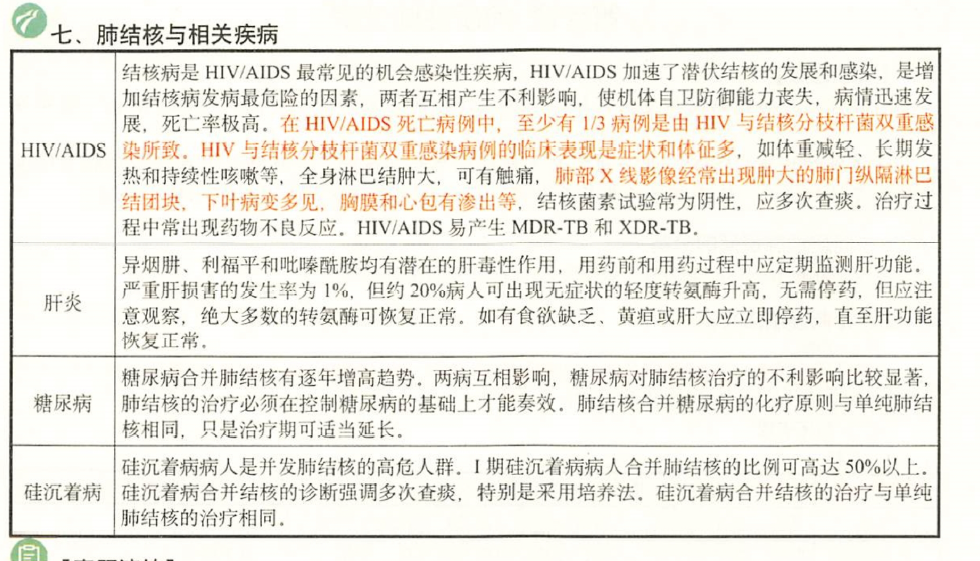 七、肺结核与相关疾病
HIV/AIDS
结核病是 HIV/AIDS 最常见的机会感染性疾病，HIV/AIDS 加速了潜伏结核的发展和感染，是增
加结核病发病最危险的因素，两者互相产生不利影响，使机体自卫防御能力丧失，病情迅速发
展，死亡率极高。在 HIV/AIDS 死亡病例中，至少有 1/3 病例是由 HIV 与结核分枝杆菌双重感
染所致。HIV 与结核分枝杆菌双重感染病例的临床表现是症状和体征多，如体重减轻、长期发
热和持续性咳嗽等，全身淋巴结肿大，可有触痛，肺部 X 线影像经常出现肿大的肺门纵隔淋巴
结团块，下叶病变多见，胸膜和心包有渗出等，结核菌素试验常为阴性，应多次查痰。治疗过
程中常出现药物不良反应。HIV/AIDS 易产生 MDR-TB 和 XDR-TB。
肝炎
异烟肼、利福平和吡嗪酰胺均有潜在的肝毒性作用，用药前和用药过程中应定期监测肝功能。
严重肝损害的发生率为 1%，但约 20%病人可出现无症状的轻度转氨酶升高，无需停药，但应注
意观察，绝大多数的转氨酶可恢复正常。如有食欲缺乏、黄疸或肝大应立即停药，直至肝功能
恢复正常。
糖尿病
糖尿病合并肺结核有逐年增高趋势。两病互相影响，糖尿病对肺结核治疗的不利影响比较显著，
肺结核的治疗必须在控制糖尿病的基础上才能奏效。肺结核合并糖尿病的化疗原则与单纯肺结
核相同，只是治疗期可适当延长。
硅沉着病
硅沉着病病人是并发肺结核的高危人群。I 期硅沉着病病人合并肺结核的比例可高达 50%以上。
硅沉着病合并结核的诊断强调多次查痰，特别是采用培养法。硅沉着病合并结核的治疗与单纯
肺结核的治疗相同。